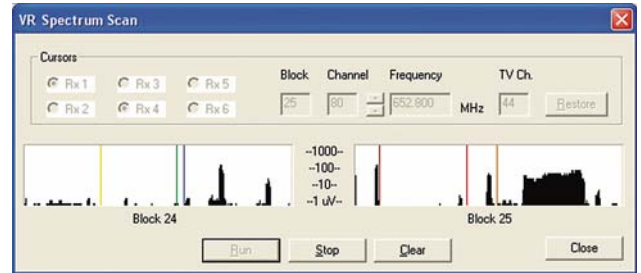 VR Spectrum Scan
Cursors
Rx 1 Rx 3 Rx 5
Rx 2 Rx 4 Rx 6
Block Channel Frequency TV Ch.
25 80 652.800 MHz 44 Restore
--1000--
--100--
--10--
--1 uV--
Block 24 Block 25
Run Stop Clear Close